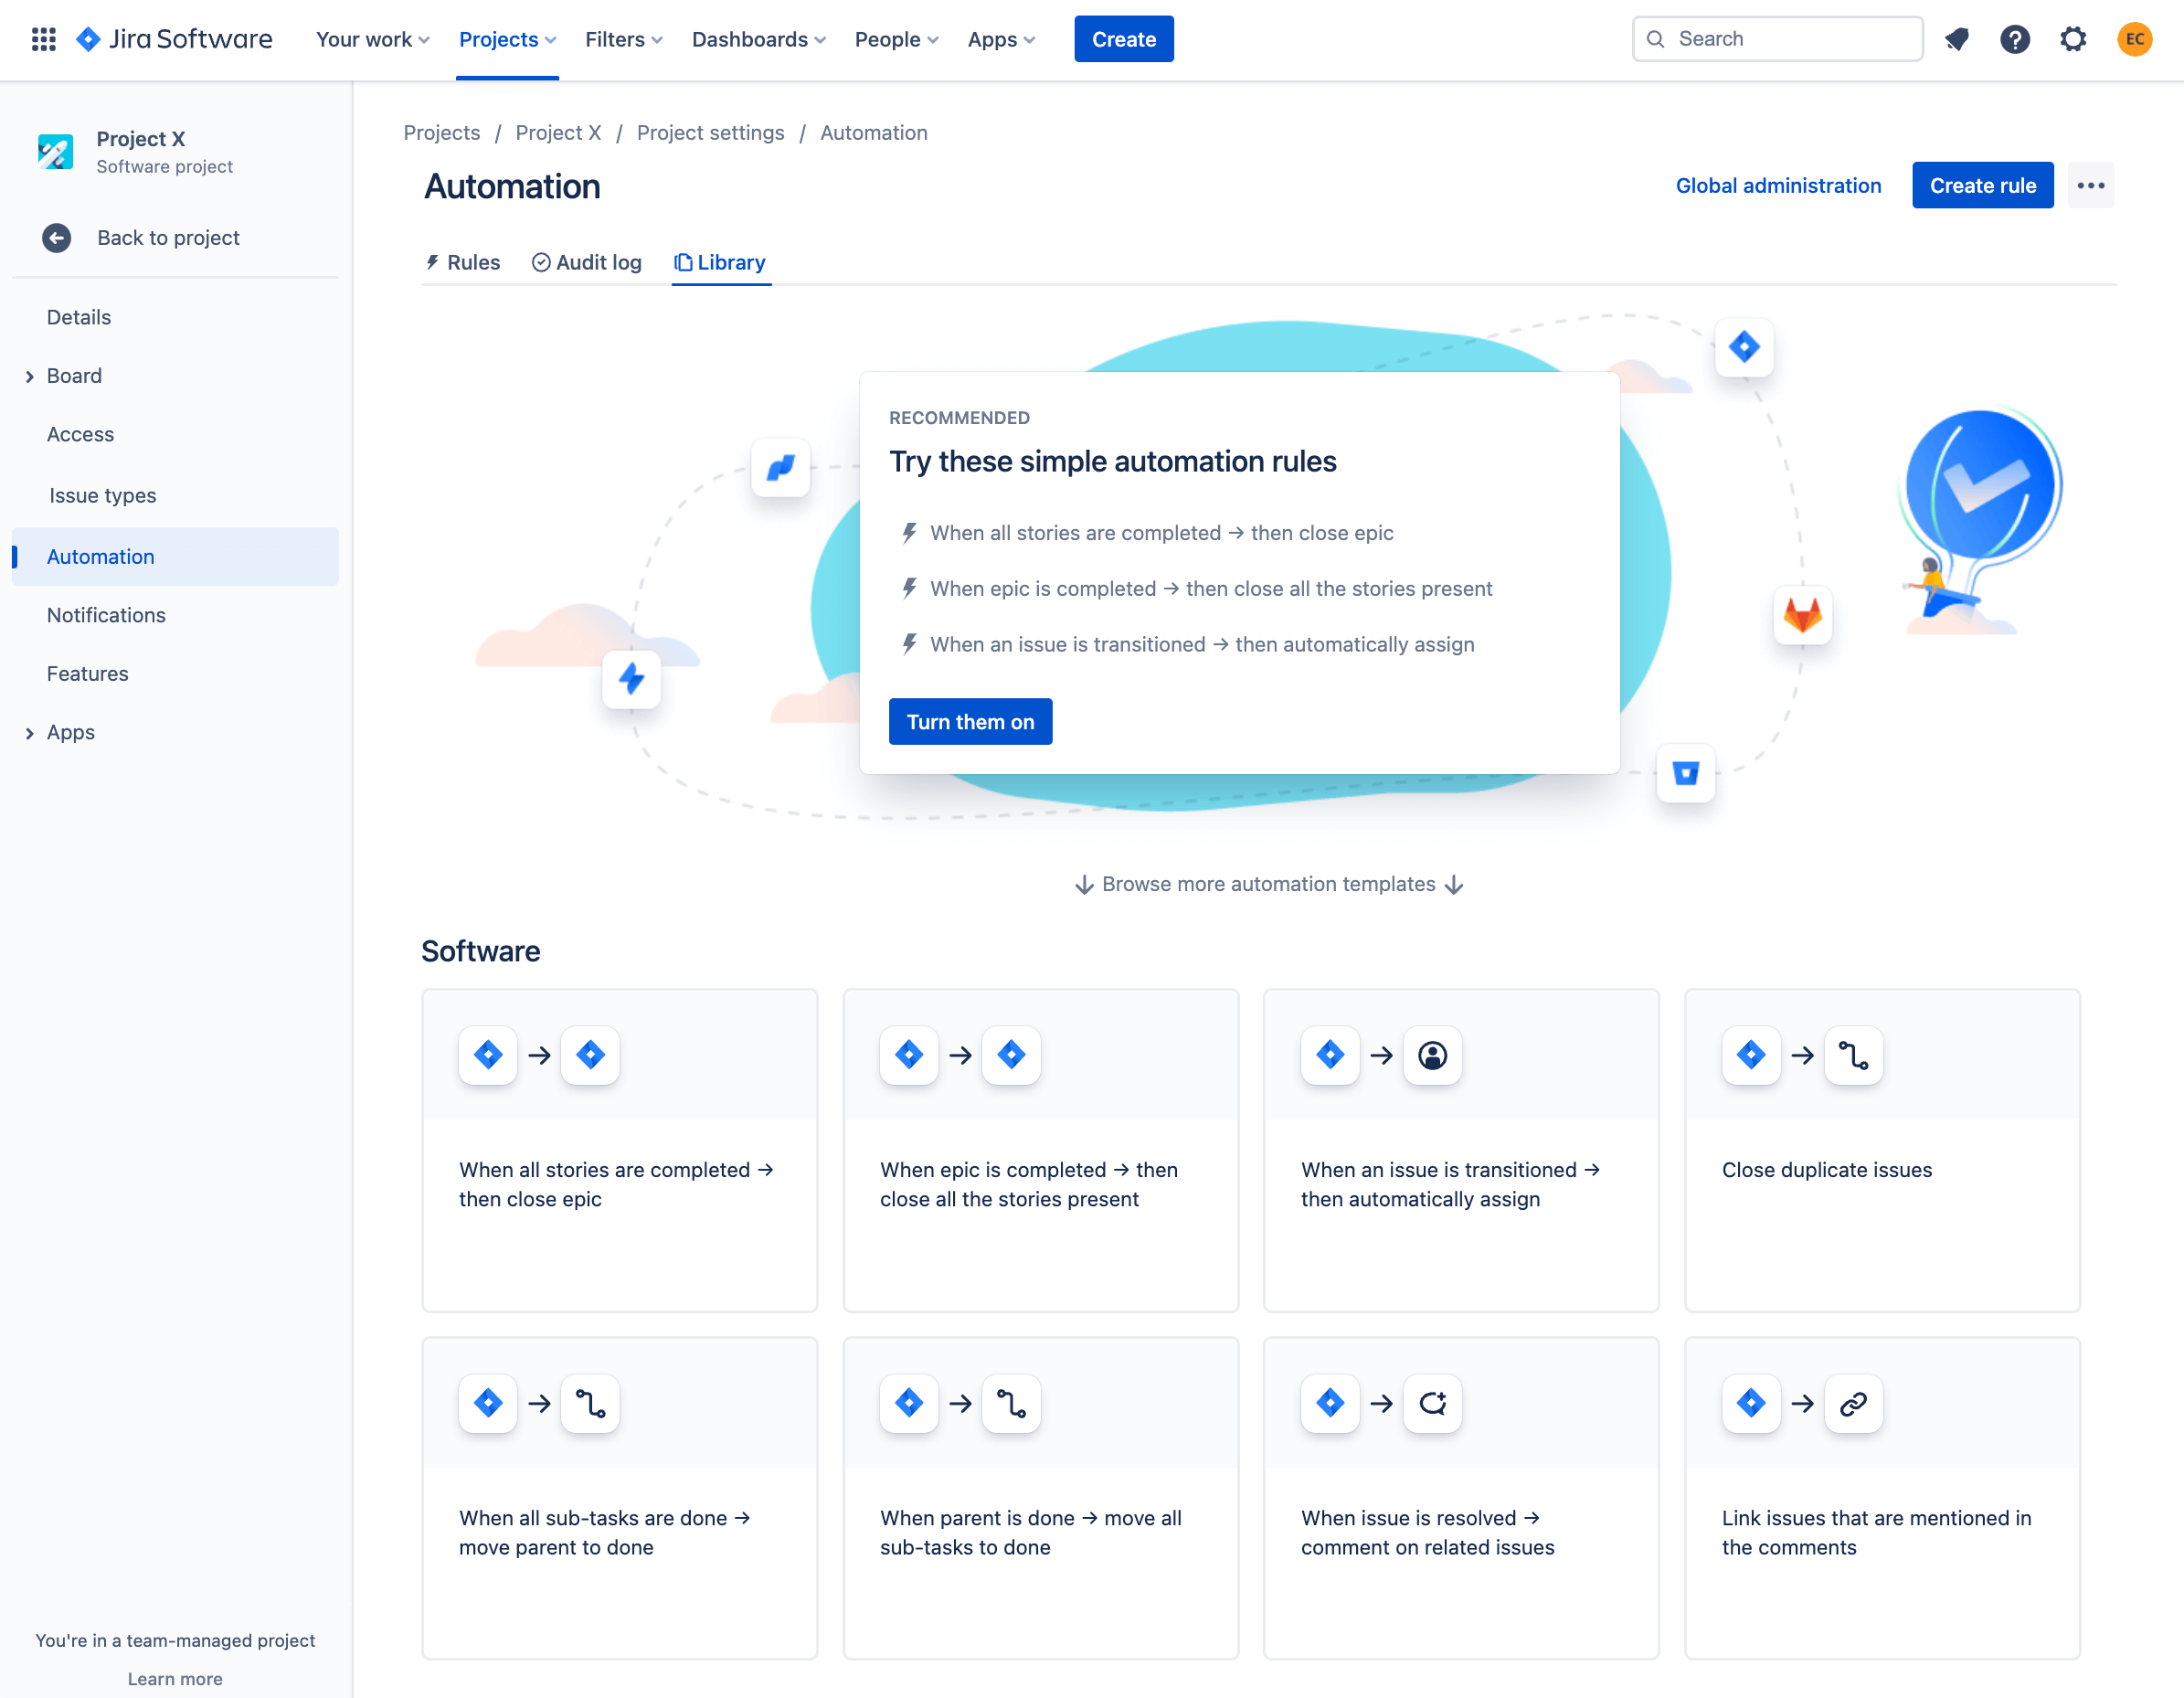 Jira Software Your work Projects Filters Dashboards People Apps Create Search EC
Project X
Software project
Back to project
Details
Board
Access
Issue types
Automation
Notifications
Features
Apps
You're in a team-managed project
Learn more
Projects / Project X / Project settings / Automation
Automation
Global administration Create rule
Rules Audit log Library
RECOMMENDED
Try these simple automation rules
When all stories are completed → then close epic
When epic is completed → then close all the stories present
When an issue is transitioned → then automatically assign
Turn them on
↓ Browse more automation templates ↓
Software
When all stories are completed →
then close epic
When epic is completed → then
close all the stories present
When an issue is transitioned →
then automatically assign
Close duplicate issues
When all sub-tasks are done →
move parent to done
When parent is done → move all
sub-tasks to done
When issue is resolved →
comment on related issues
Link issues that are mentioned in
the comments